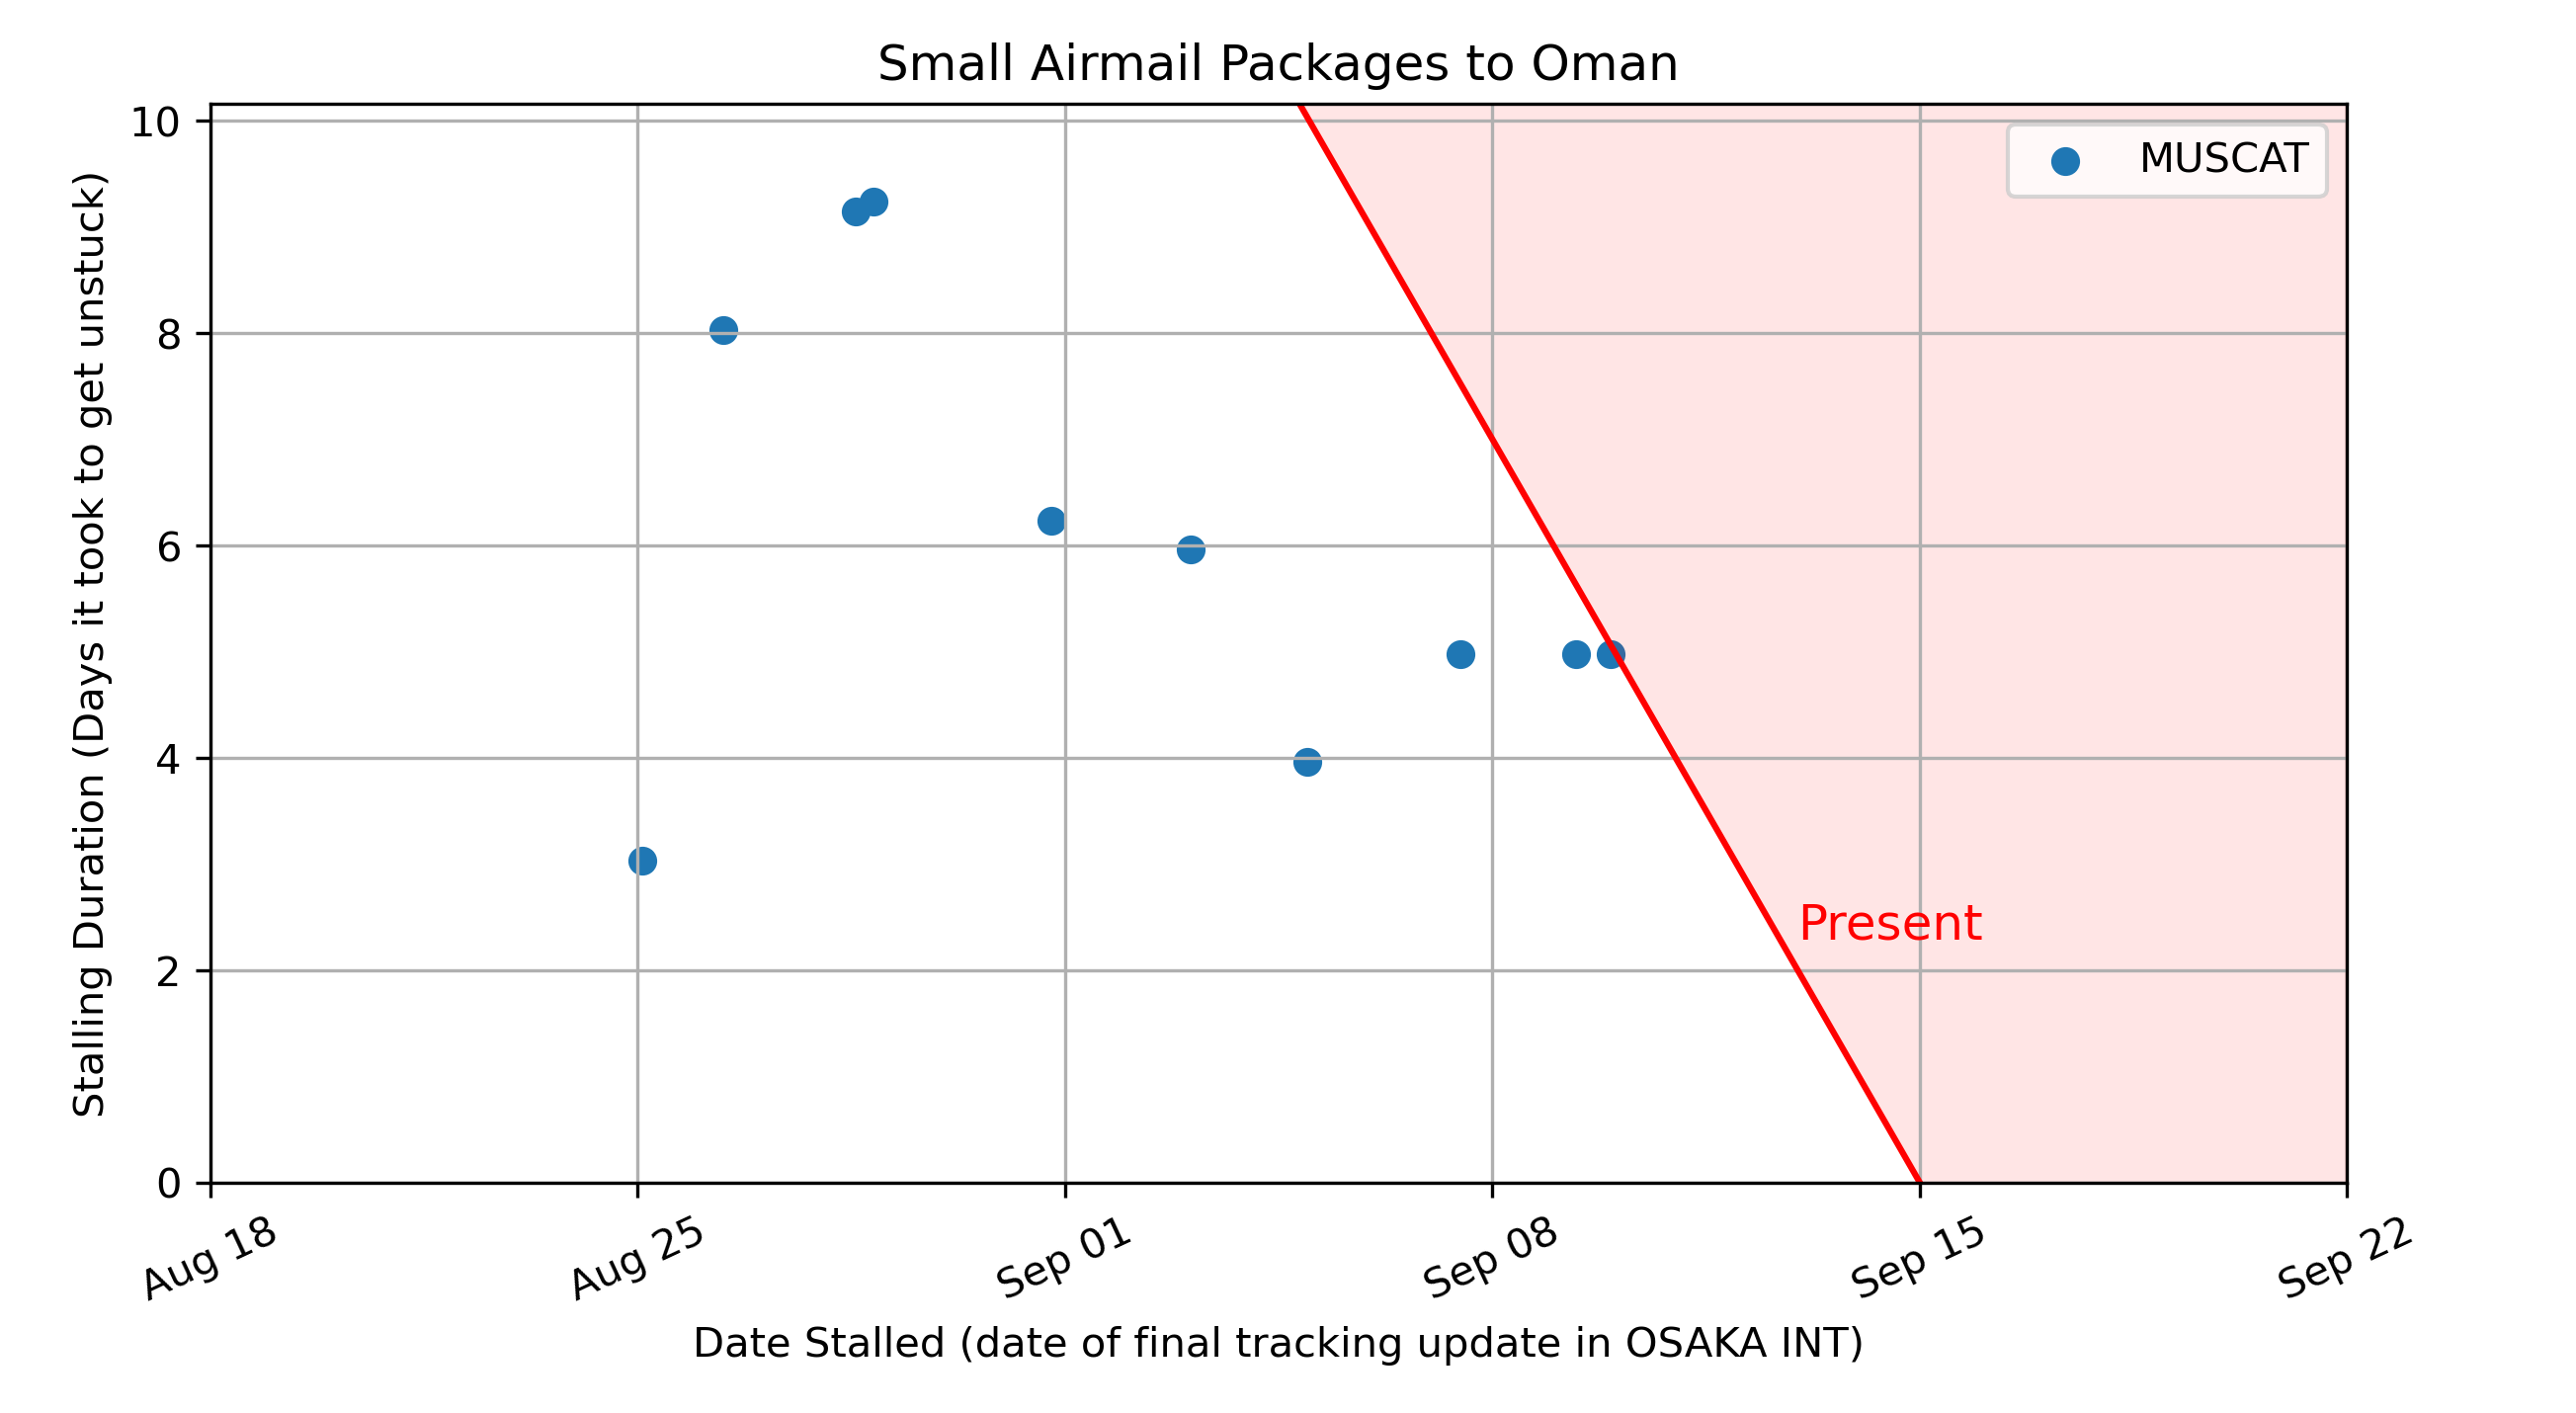 Small Airmail Packages to Oman
Stalling Duration (Days it took to get unstuck)
10
8
6
4
2
0
MUSCAT
Present
Aug 18
Aug 25
Sep 01
Sep 08
Sep 15
Sep 22
Date Stalled (date of final tracking update in OSAKA INT)